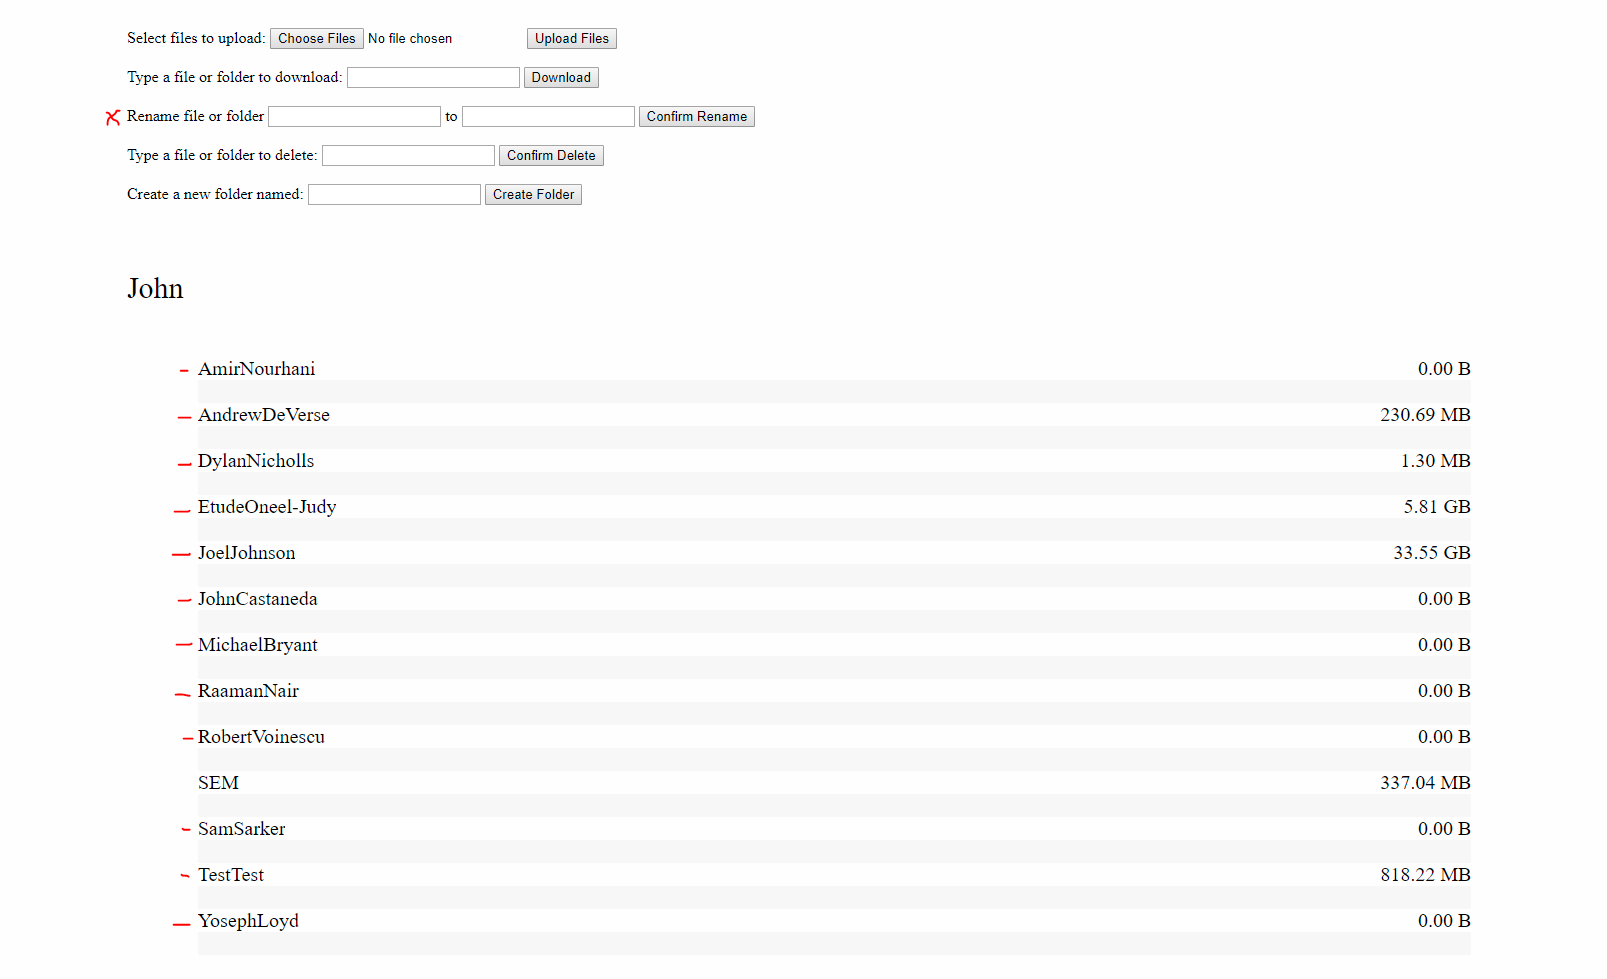 Select files to upload: Choose Files No file chosen Upload Files
Type a file or folder to download: Download
Rename file or folder to Confirm Rename
Type a file or folder to delete: Confirm Delete
Create a new folder named: Create Folder
John
AmirNourhani 0.00 B
AndrewDeVerse 230.69 MB
DylanNicholls 1.30 MB
EtudeOneel-Judy 5.81 GB
JoelJohnson 33.55 GB
JohnCastaneda 0.00 B
MichaelBryant 0.00 B
RaamanNair 0.00 B
RobertVoinescu 0.00 B
SEM 337.04 MB
SamSarker 0.00 B
TestTest 818.22 MB
YosephLoyd 0.00 B